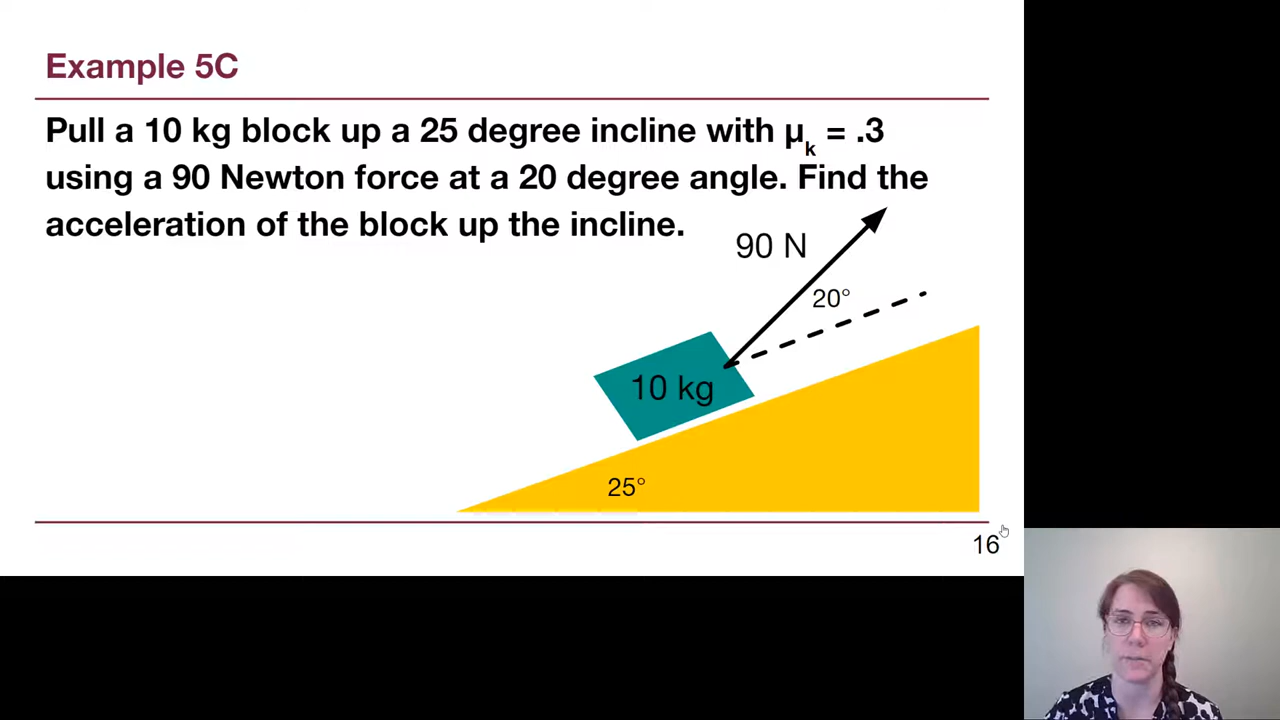 Example 5C
Pull a 10 kg block up a 25 degree incline with μk = .3
using a 90 Newton force at a 20 degree angle. Find the
acceleration of the block up the incline.
90 N
20°
10 kg
25°
16